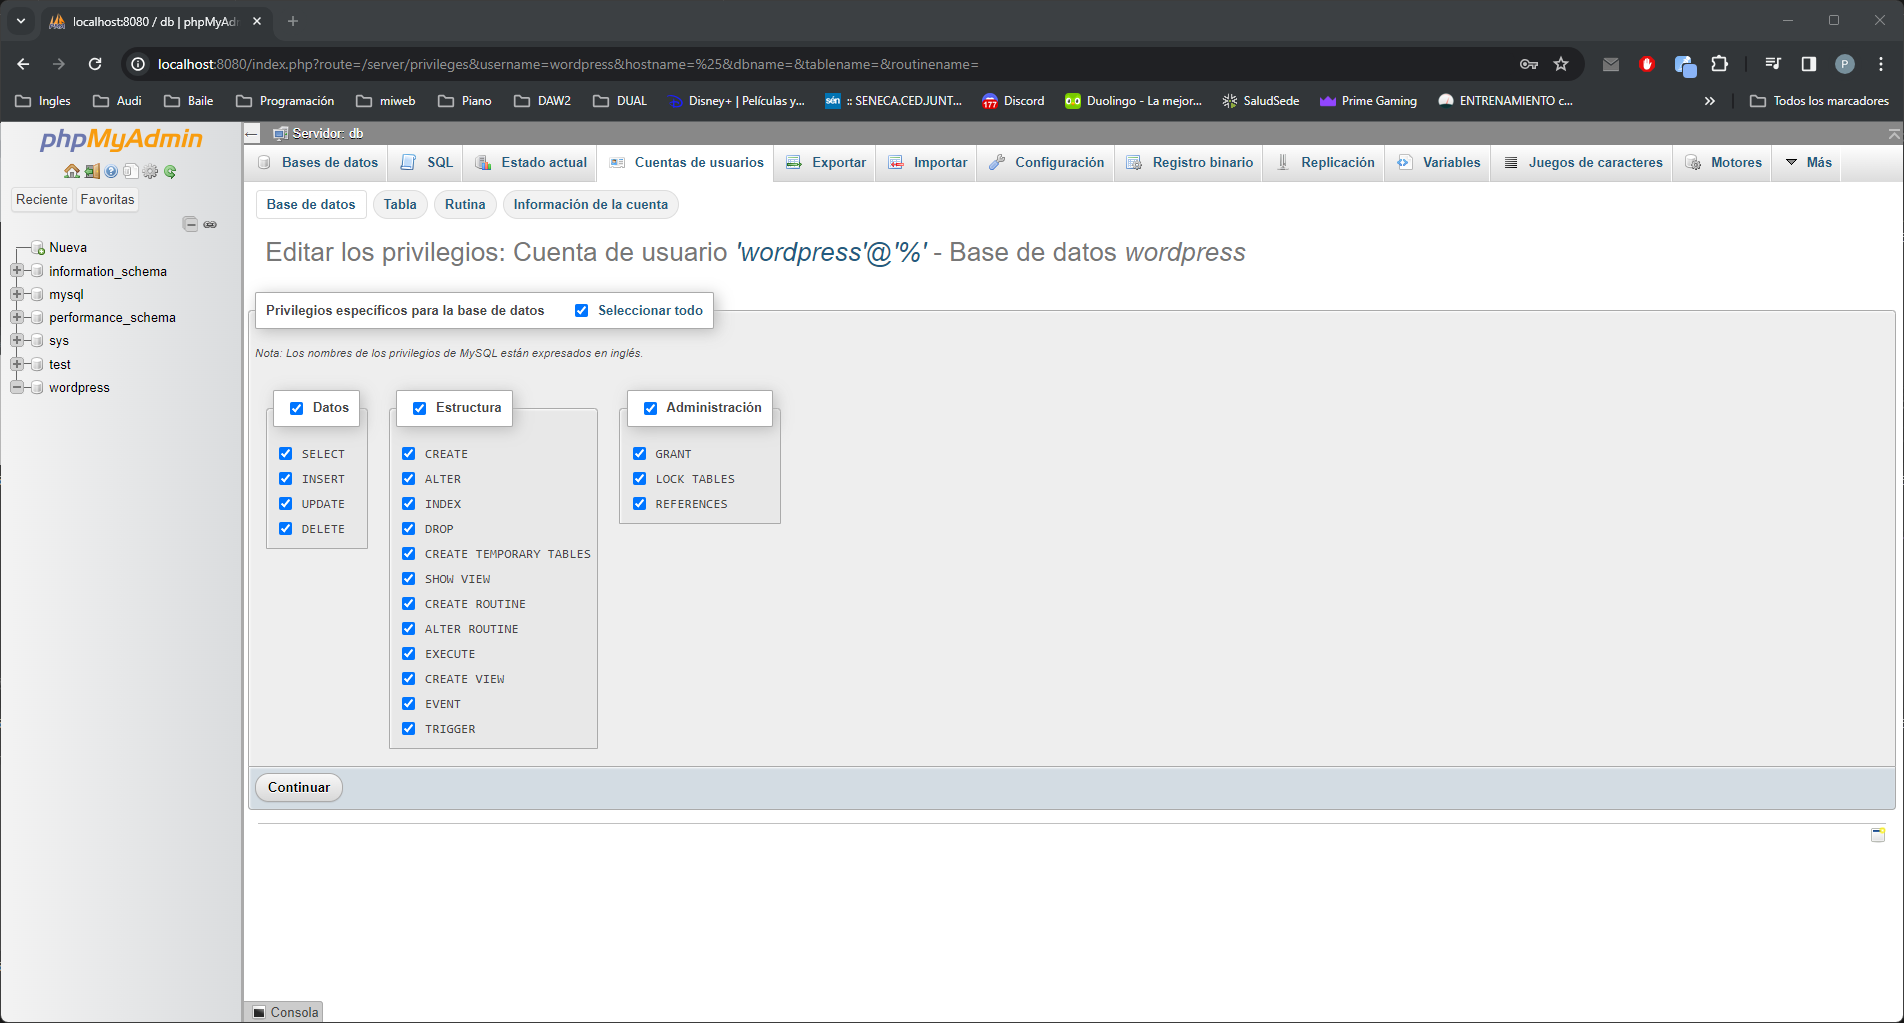 localhost:8080 / db | phpMyAdr
localhost:8080/index.php?route=/server/privileges&username=wordpress&hostname=%25&dbname=&tablename=&routinename=
P
Ingles
Audi
Baile
Programación
miweb
Piano
DAW2
DUAL
Disney+ | Películas y...
sén
:: SENECA.CED.JUNT...
177
Discord
Duolingo - La mejor...
SaludSede
Prime Gaming
ENTRENAMIENTO c...
»
Todos los marcadores
phpMyAdmin
Reciente
Favoritas
Nueva
information_schema
mysql
performance_schema
sys
test
wordpress
Servidor: db
Bases de datos
SQL
Estado actual
Cuentas de usuarios
Exportar
Importar
Configuración
Registro binario
Replicación
Variables
Juegos de caracteres
Motores
Más
Base de datos
Tabla
Rutina
Información de la cuenta
Editar los privilegios: Cuenta de usuario 'wordpress'@'%' - Base de datos wordpress
Privilegios específicos para la base de datos
Seleccionar todo
Nota: Los nombres de los privilegios de MySQL están expresados en inglés.
Datos
SELECT
INSERT
UPDATE
DELETE
Estructura
CREATE
ALTER
INDEX
DROP
CREATE TEMPORARY TABLES
SHOW VIEW
CREATE ROUTINE
ALTER ROUTINE
EXECUTE
CREATE VIEW
EVENT
TRIGGER
Administración
GRANT
LOCK TABLES
REFERENCES
Continuar
Consola